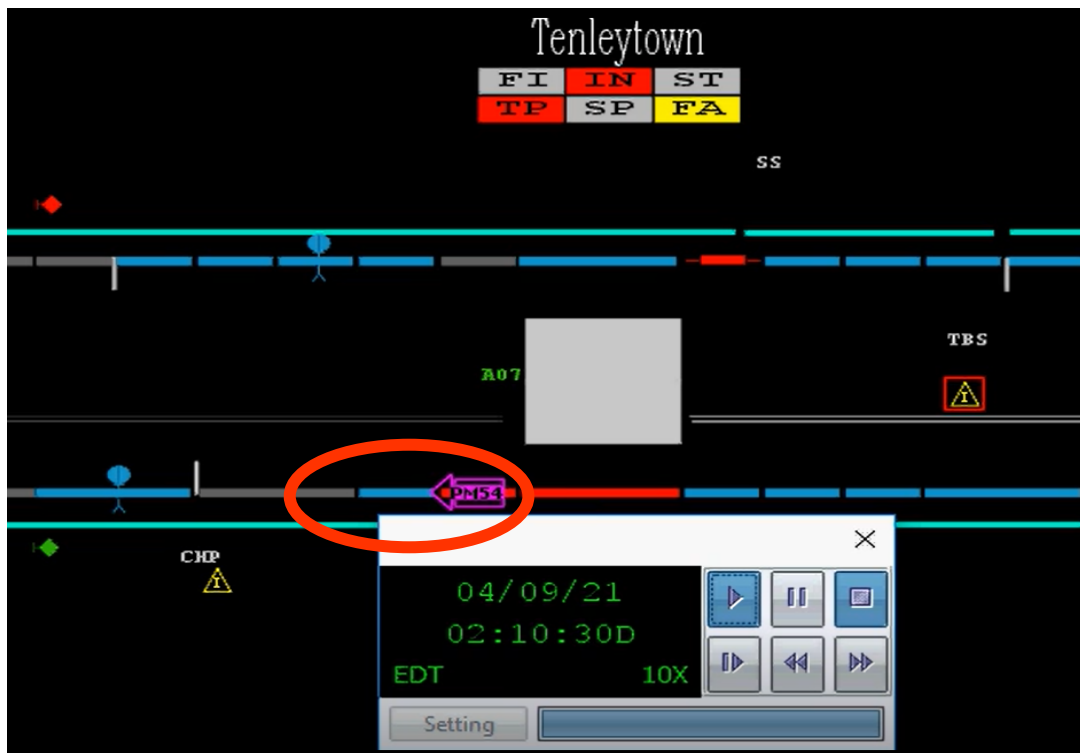 Tenleytown
FI IN ST
TP SP FA
SS
TBS
A07
PM54
CHP
04/09/21
02:10:30D
EDT 10X
Setting